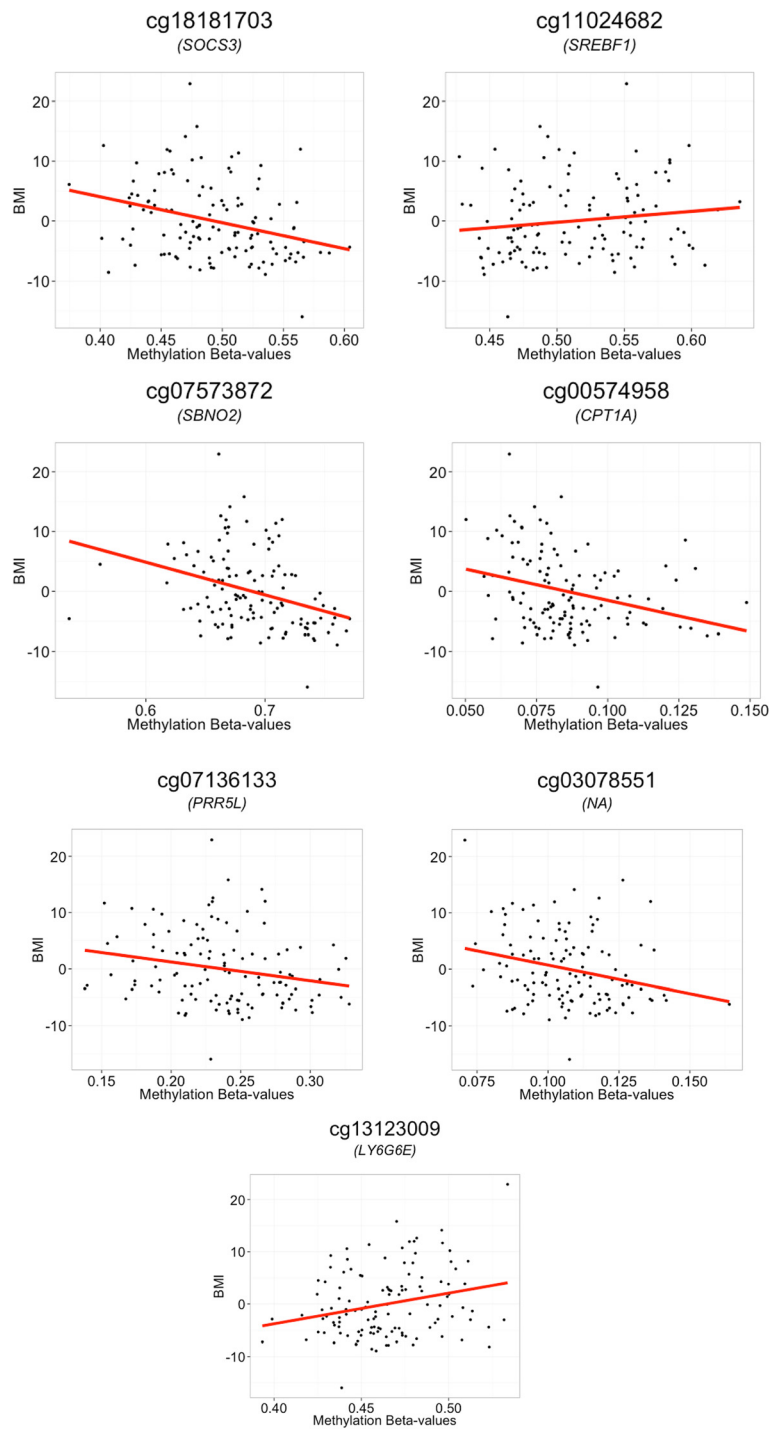 cg18181703
(SOCS3)
20
10
0
-10
BMI
0.40 0.45 0.50 0.55 0.60
Methylation Beta-values
cg11024682
(SREBF1)
20
10
0
-10
BMI
0.45 0.50 0.55 0.60
Methylation Beta-values
cg07573872
(SBNO2)
20
10
0
-10
BMI
0.6 0.7
Methylation Beta-values
cg00574958
(CPT1A)
20
10
0
-10
BMI
0.050 0.075 0.100 0.125 0.150
Methylation Beta-values
cg07136133
(PRR5L)
20
10
0
-10
BMI
0.15 0.20 0.25 0.30
Methylation Beta-values
cg03078551
(NA)
20
10
0
-10
BMI
0.075 0.100 0.125 0.150
Methylation Beta-values
cg13123009
(LY6G6E)
20
10
0
-10
BMI
0.40 0.45 0.50
Methylation Beta-values